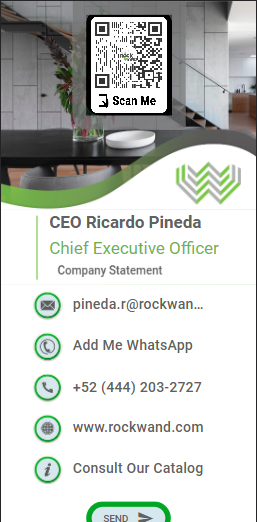 Scan Me
CEO Ricardo Pineda
Chief Executive Officer
Company Statement
pineda.r@rockwan...
Add Me WhatsApp
+52 (444) 203-2727
www.rockwand.com
Consult Our Catalog
SEND